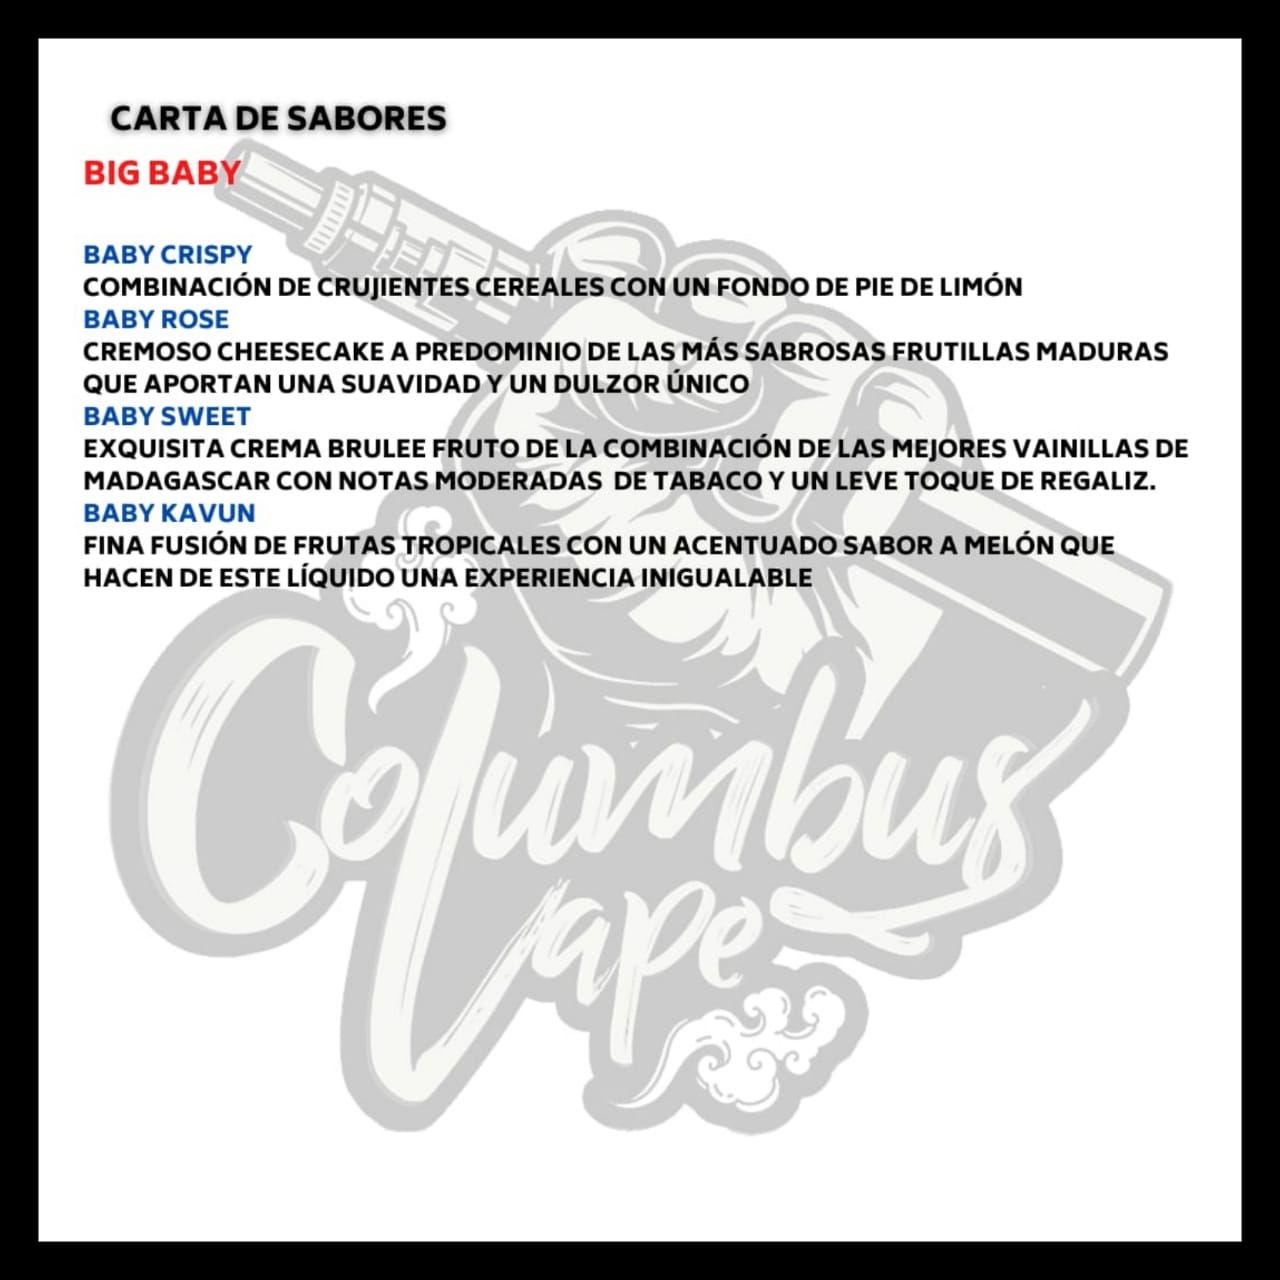 CARTA DE SABORES
BIG BABY
BABY CRISPY
COMBINACIÓN DE CRUJIENTES CEREALES CON UN FONDO DE PIE DE LIMÓN
BABY ROSE
CREMOSO CHEESECAKE A PREDOMINIO DE LAS MÁS SABROSAS FRUTILLAS MADURAS
QUE APORTAN UNA SUAVIDAD Y UN DULZOR ÚNICO
BABY SWEET
EXQUISITA CREMA BRULEE FRUTO DE LA COMBINACIÓN DE LAS MEJORES VAINILLAS DE
MADAGASCAR CON NOTAS MODERADAS DE TABACO Y UN LEVE TOQUE DE REGALIZ.
BABY KAVUN
FINA FUSIÓN DE FRUTAS TROPICALES CON UN ACENTUADO SABOR A MELÓN QUE
HACEN DE ESTE LÍQUIDO UNA EXPERIENCIA INIGUALABLE
Columbus
Vape